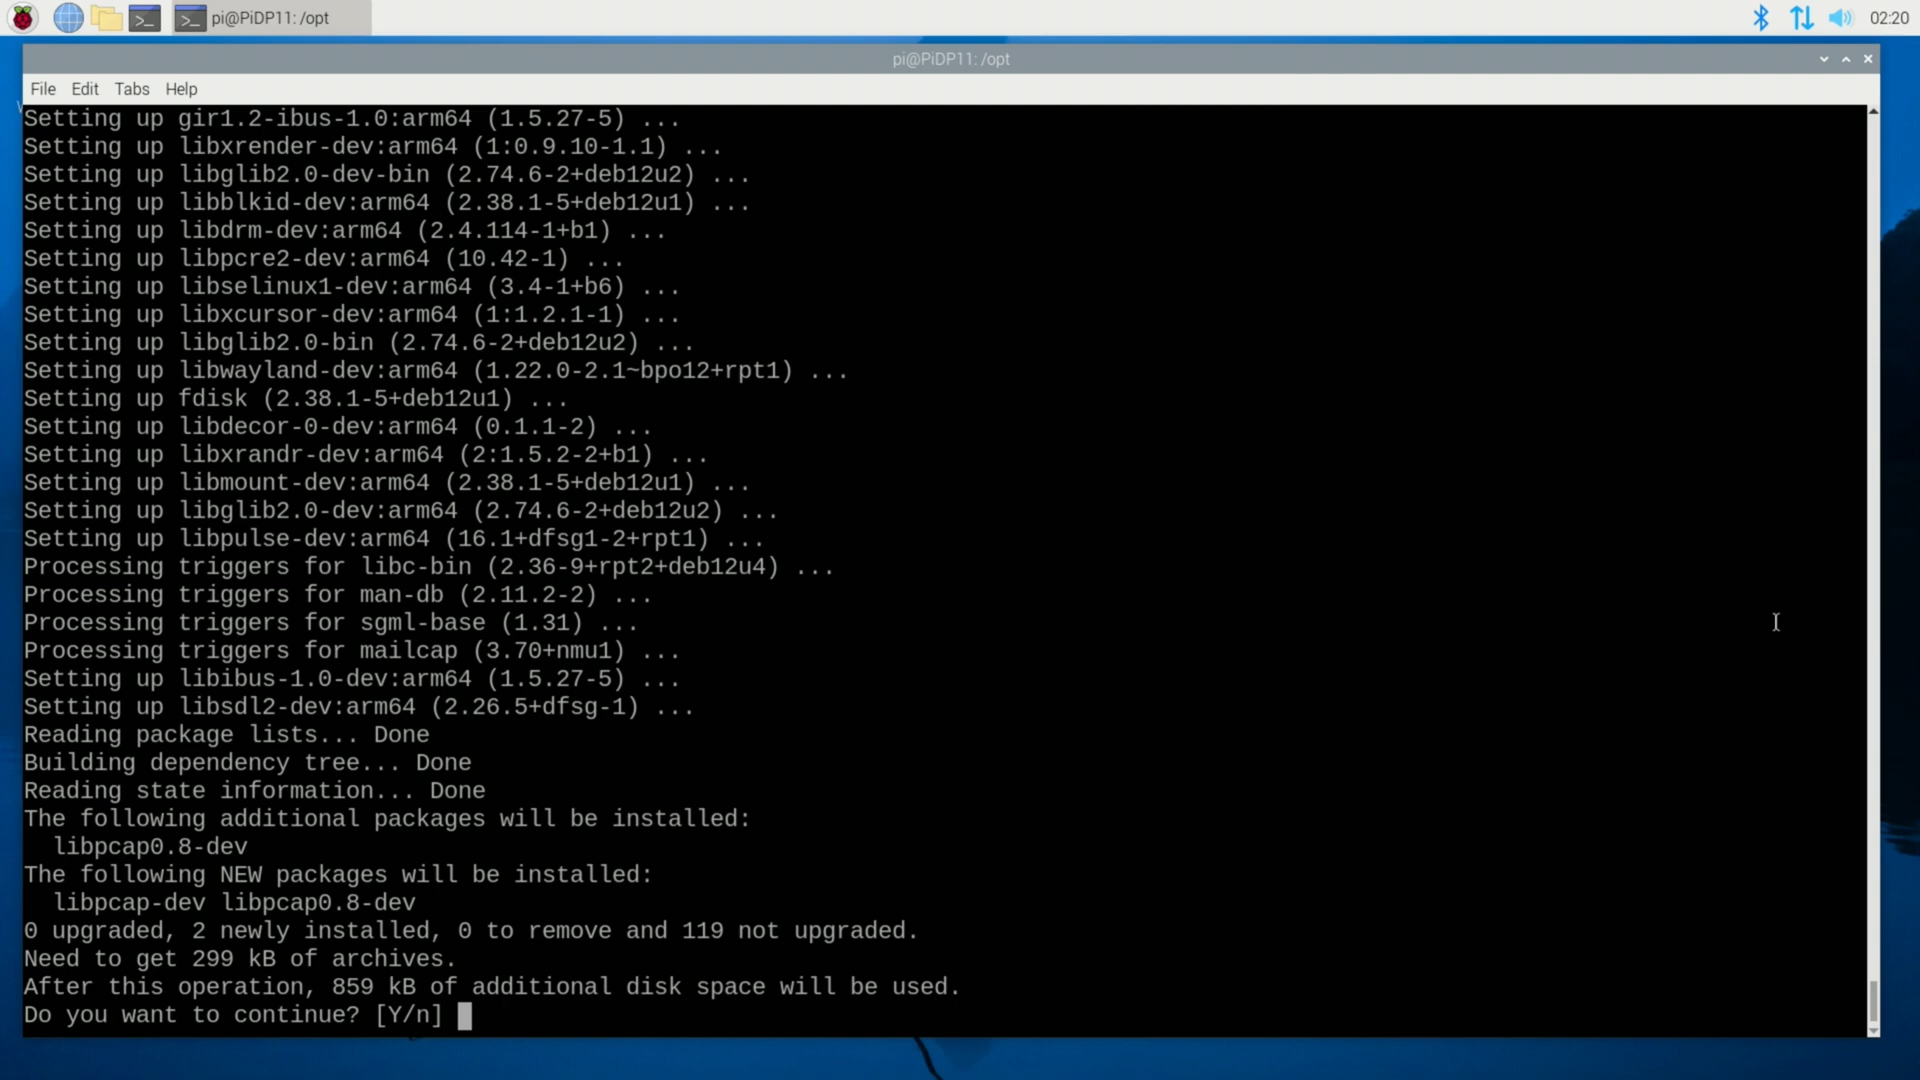 pi@PiDP11: /opt
02:20
pi@PiDP11: /opt
File Edit Tabs Help
Setting up gir1.2-ibus-1.0:arm64 (1.5.27-5) ...
Setting up libxrender-dev:arm64 (1:0.9.10-1.1) ...
Setting up libglib2.0-dev-bin (2.74.6-2+deb12u2) ...
Setting up libblkid-dev:arm64 (2.38.1-5+deb12u1) ...
Setting up libdrm-dev:arm64 (2.4.114-1+b1) ...
Setting up libpcre2-dev:arm64 (10.42-1) ...
Setting up libselinux1-dev:arm64 (3.4-1+b6) ...
Setting up libxcursor-dev:arm64 (1:1.2.1-1) ...
Setting up libglib2.0-bin (2.74.6-2+deb12u2) ...
Setting up libwayland-dev:arm64 (1.22.0-2.1~bpo12+rpt1) ...
Setting up fdisk (2.38.1-5+deb12u1) ...
Setting up libdecor-0-dev:arm64 (0.1.1-2) ...
Setting up libxrandr-dev:arm64 (2:1.5.2-2+b1) ...
Setting up libmount-dev:arm64 (2.38.1-5+deb12u1) ...
Setting up libglib2.0-dev:arm64 (2.74.6-2+deb12u2) ...
Setting up libpulse-dev:arm64 (16.1+dfsg1-2+rpt1) ...
Processing triggers for libc-bin (2.36-9+rpt2+deb12u4) ...
Processing triggers for man-db (2.11.2-2) ...
Processing triggers for sgml-base (1.31) ...
Processing triggers for mailcap (3.70+nmu1) ...
Setting up libibus-1.0-dev:arm64 (1.5.27-5) ...
Setting up libsdl2-dev:arm64 (2.26.5+dfsg-1) ...
Reading package lists... Done
Building dependency tree... Done
Reading state information... Done
The following additional packages will be installed:
libpcap0.8-dev
The following NEW packages will be installed:
libpcap-dev libpcap0.8-dev
0 upgraded, 2 newly installed, 0 to remove and 119 not upgraded.
Need to get 299 kB of archives.
After this operation, 859 kB of additional disk space will be used.
Do you want to continue? [Y/n]